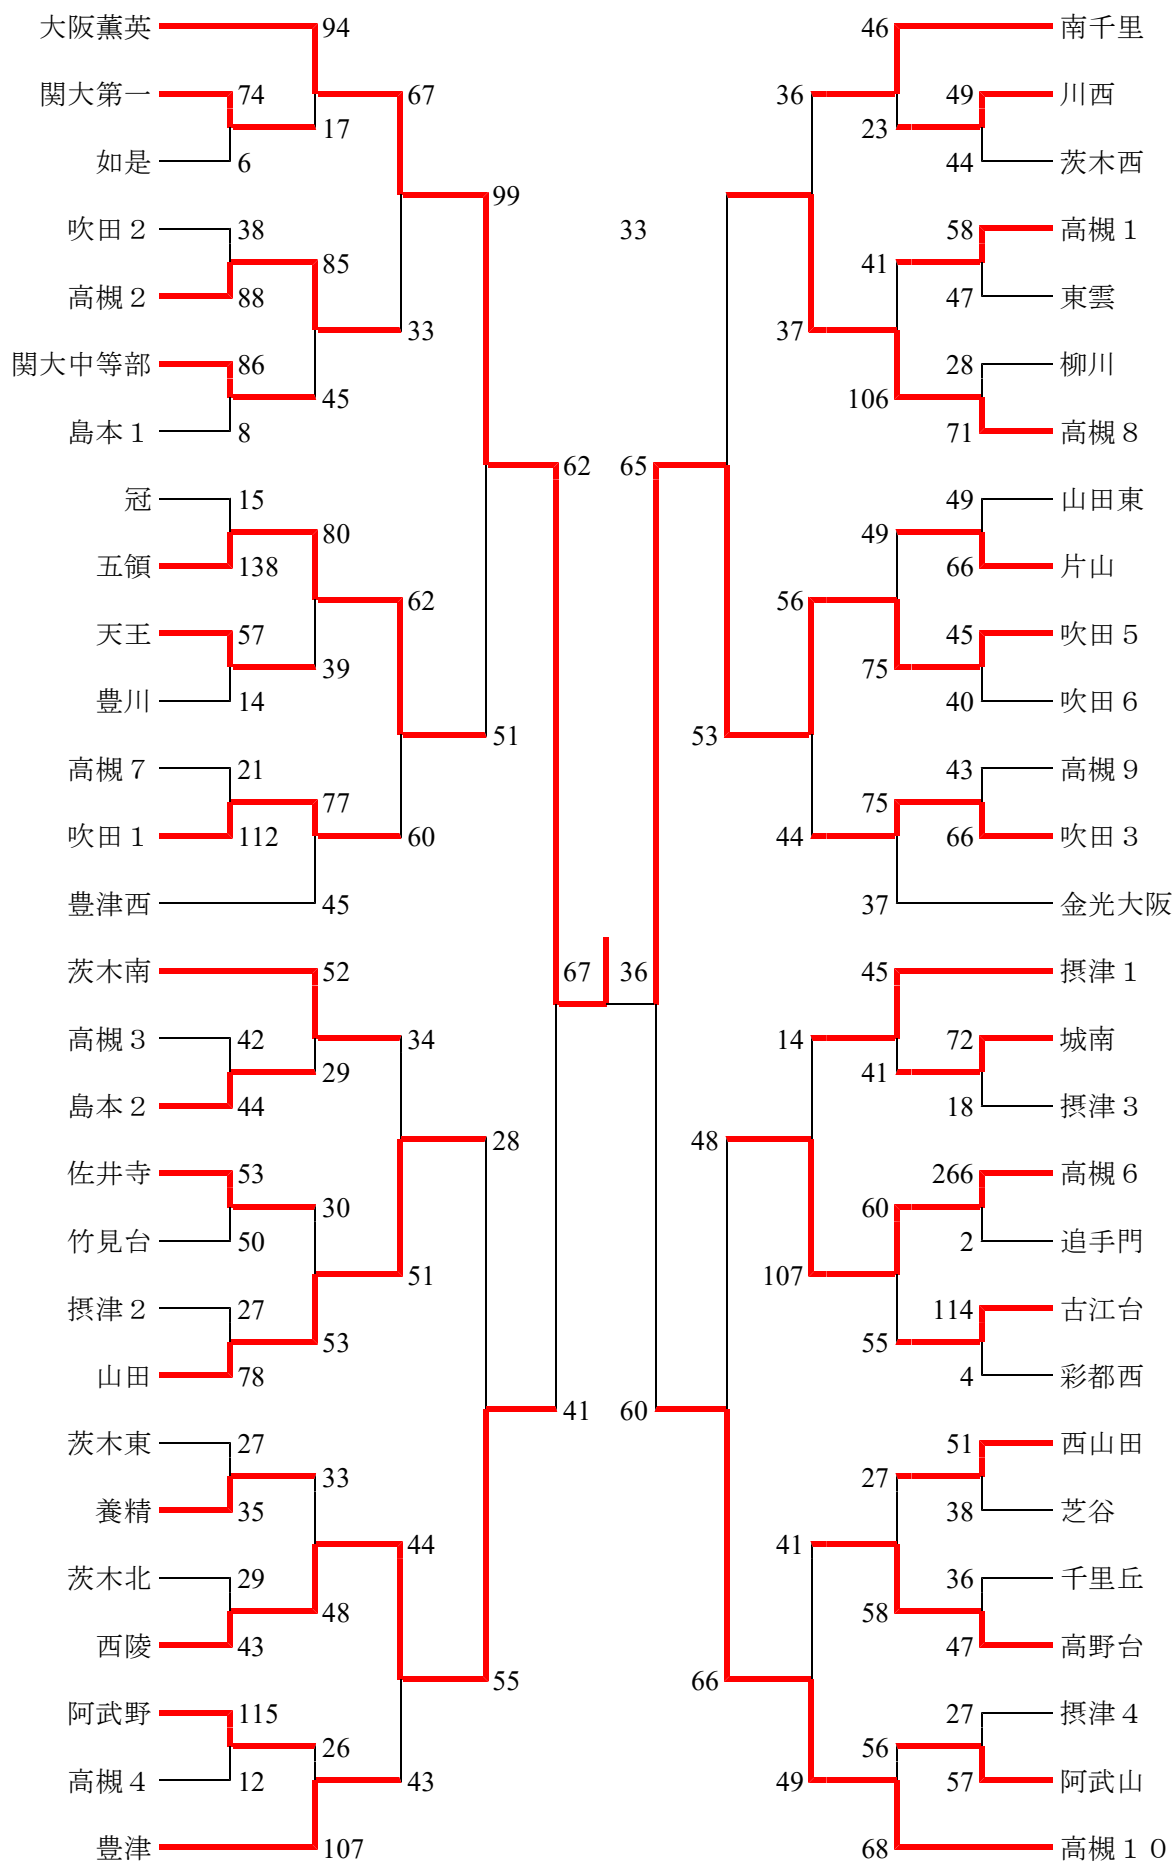 大阪薫英 94 46 南千里
関大第一 74 67 36 49 川西
17 23
如是 6 44 茨木西
99
吹田２ 38 33 58 高槻１
85 41
高槻２ 88 47 東雲
33 37
関大中等部 86 28 柳川
45 106
島本１ 8 71 高槻８
62 65
冠 15 49 山田東
80 49
五領 138 66 片山
62 56
天王 57 45 吹田５
39 75
豊川 14 40 吹田６
51 53
高槻７ 21 43 高槻９
77 75
吹田１ 112 60 44 66 吹田３
豊津西 45 37 金光大阪
茨木南 52 67 36 45 摂津１
高槻３ 42 34 14 72 城南
29 41
島本２ 44 18 摂津３
28 48
佐井寺 53 266 高槻６
30 60
竹見台 50 2 追手門
51 107
摂津２ 27 114 古江台
53 55
山田 78 4 彩都西
41 60
茨木東 27 51 西山田
33 27
養精 35 38 芝谷
44 41
茨木北 29 36 千里丘
48 58
西陵 43 47 高野台
55 66
阿武野 115 27 摂津４
26 56
高槻４ 12 43 49 57 阿武山
豊津 107 68 高槻１０